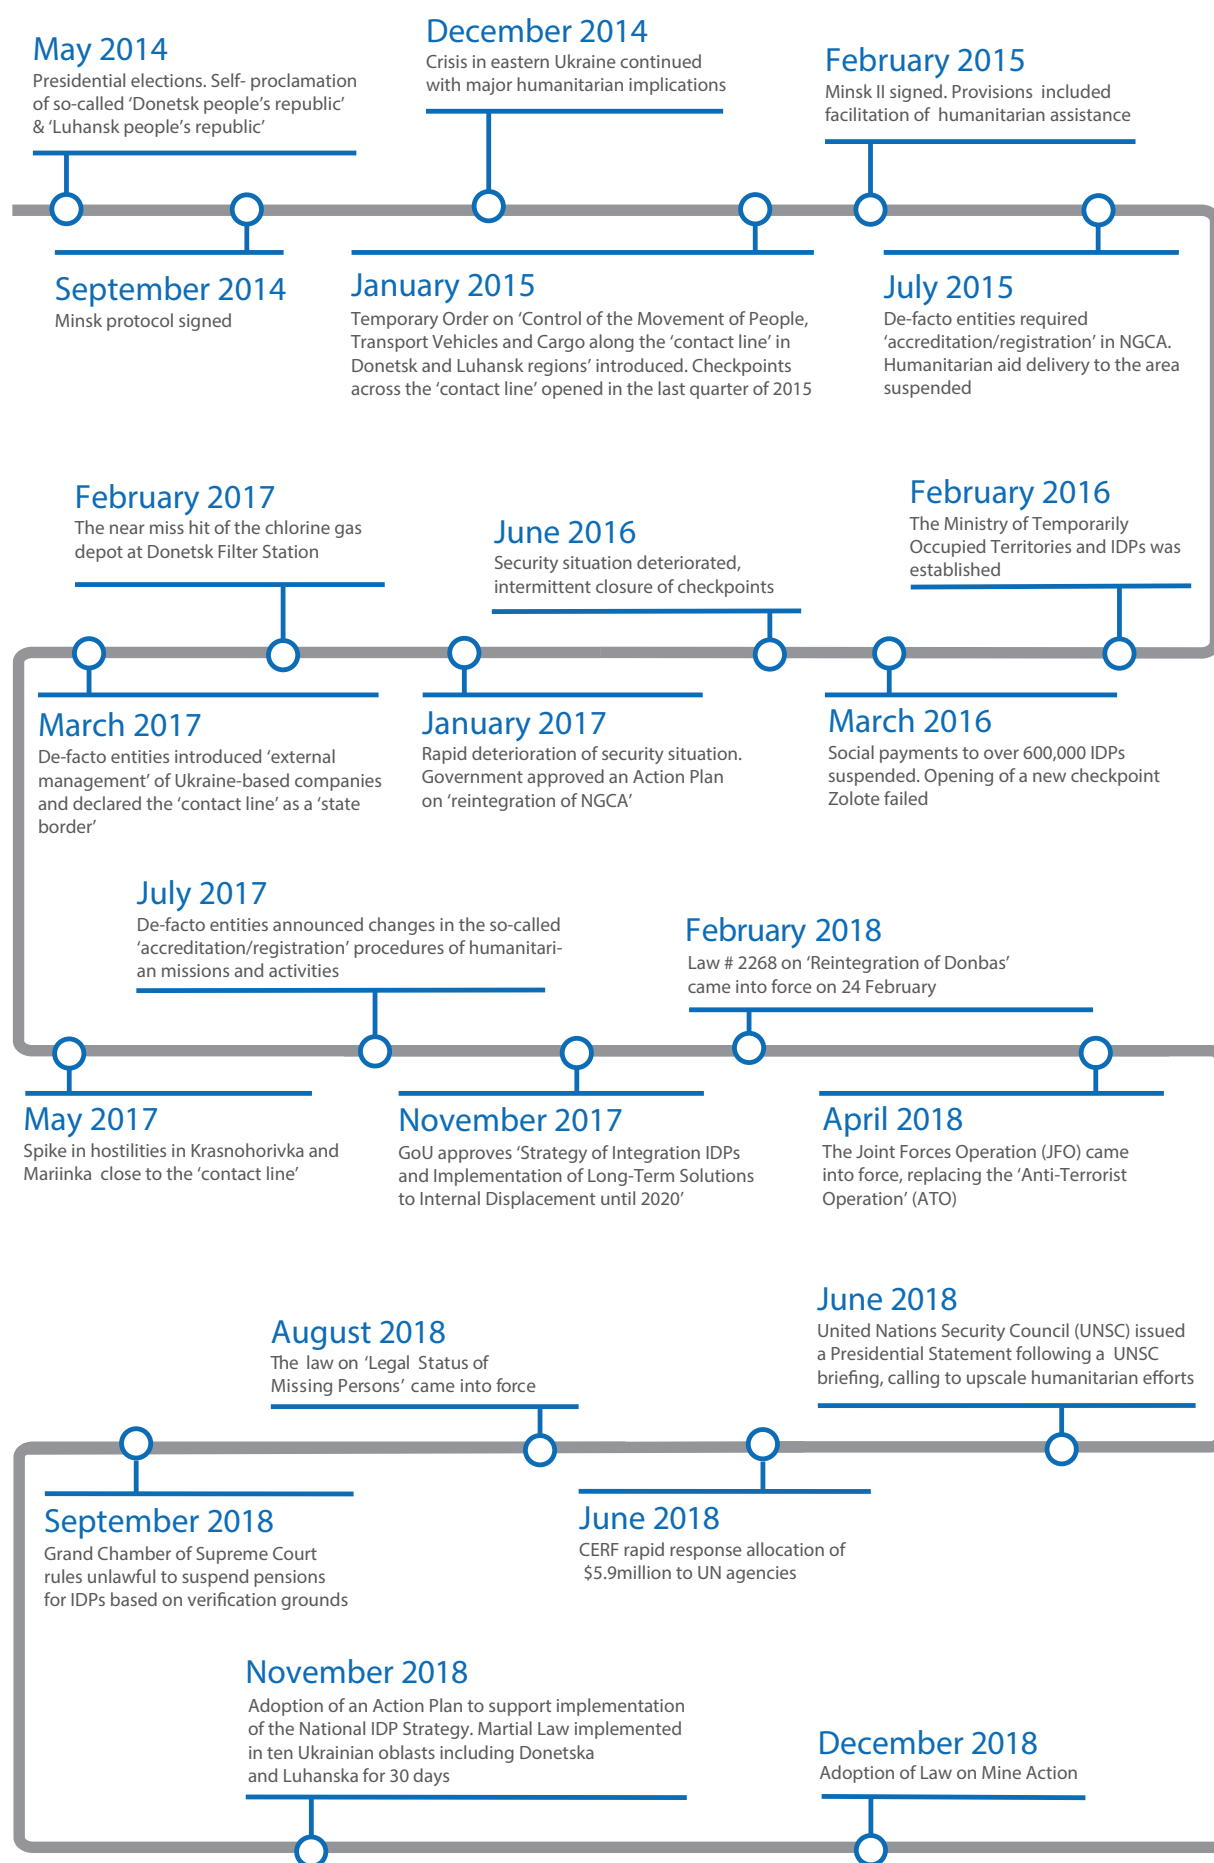 May 2014
Presidential elections. Self- proclamation
of so-called ‘Donetsk people’s republic’
& ‘Luhansk people’s republic’
September 2014
Minsk protocol signed
December 2014
Crisis in eastern Ukraine continued
with major humanitarian implications
January 2015
Temporary Order on ‘Control of the Movement of People,
Transport Vehicles and Cargo along the ‘contact line’ in
Donetsk and Luhansk regions’ introduced. Checkpoints
across the ‘contact line’ opened in the last quarter of 2015
February 2015
Minsk II signed. Provisions included
facilitation of humanitarian assistance
July 2015
De-facto entities required
‘accreditation/registration’ in NGCA.
Humanitarian aid delivery to the area
suspended
February 2016
The Ministry of Temporarily
Occupied Territories and IDPs was
established
March 2016
Social payments to over 600,000 IDPs
suspended. Opening of a new checkpoint
Zolote failed
June 2016
Security situation deteriorated,
intermittent closure of checkpoints
January 2017
Rapid deterioration of security situation.
Government approved an Action Plan
on ‘reintegration of NGCA’
February 2017
The near miss hit of the chlorine gas
depot at Donetsk Filter Station
March 2017
De-facto entities introduced ‘external
management’ of Ukraine-based companies
and declared the ‘contact line’ as a ‘state
border’
May 2017
Spike in hostilities in Krasnohorivka and
Mariinka close to the ‘contact line’
July 2017
De-facto entities announced changes in the so-called
‘accreditation/registration’ procedures of humanitari-
an missions and activities
November 2017
GoU approves ‘Strategy of Integration IDPs
and Implementation of Long-Term Solutions
to Internal Displacement until 2020’
February 2018
Law # 2268 on ‘Reintegration of Donbas’
came into force on 24 February
April 2018
The Joint Forces Operation (JFO) came
into force, replacing the ‘Anti-Terrorist
Operation’ (ATO)
June 2018
United Nations Security Council (UNSC) issued
a Presidential Statement following a UNSC
briefing, calling to upscale humanitarian efforts
June 2018
CERF rapid response allocation of
$5.9million to UN agencies
August 2018
The law on ‘Legal Status of
Missing Persons’ came into force
September 2018
Grand Chamber of Supreme Court
rules unlawful to suspend pensions
for IDPs based on verification grounds
November 2018
Adoption of an Action Plan to support implementation
of the National IDP Strategy. Martial Law implemented
in ten Ukrainian oblasts including Donetska
and Luhanska for 30 days
December 2018
Adoption of Law on Mine Action